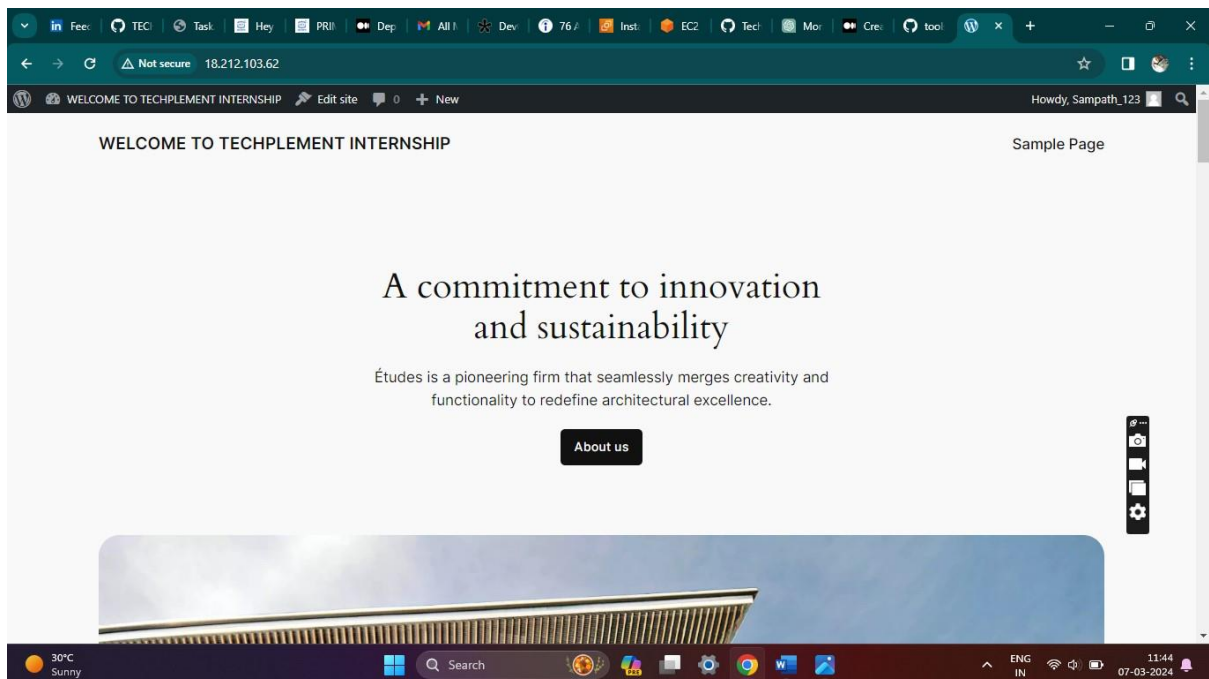 in Feed TECH Task Hey PRIN Dep All M Dev 76 A Insta EC2 Tech Mor Crea tool
Not secure 18.212.103.62
WELCOME TO TECHPLEMENT INTERNSHIP Edit site 0 New Howdy, Sampath_123
WELCOME TO TECHPLEMENT INTERNSHIP Sample Page
A commitment to innovation
and sustainability
Études is a pioneering firm that seamlessly merges creativity and
functionality to redefine architectural excellence.
About us
30°C
Sunny
Search
ENG
IN
11:44
07-03-2024